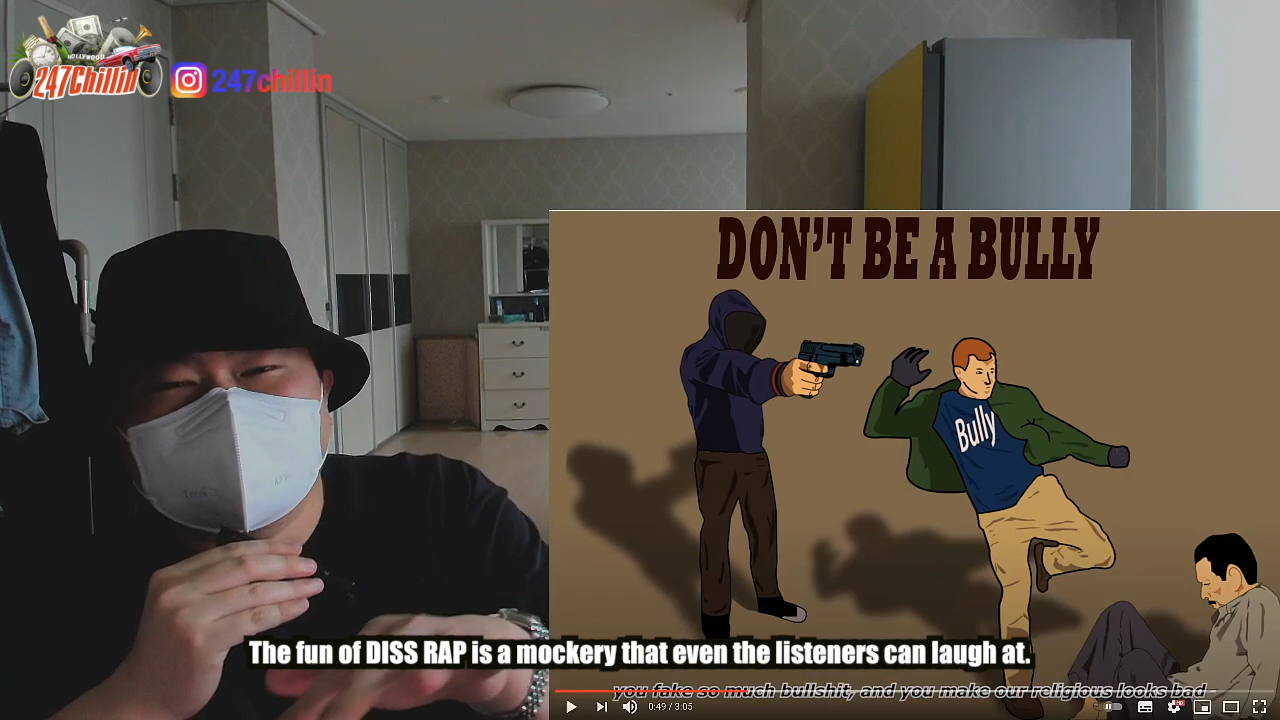 HOLLYWOOD
247Chillin
247chillin
DON'T BE A BULLY
Bully
The fun of DISS RAP is a mockery that even the listeners can laugh at.
you fake so much bullshit, and you make our religious looks bad
0:49 / 3:05
HD